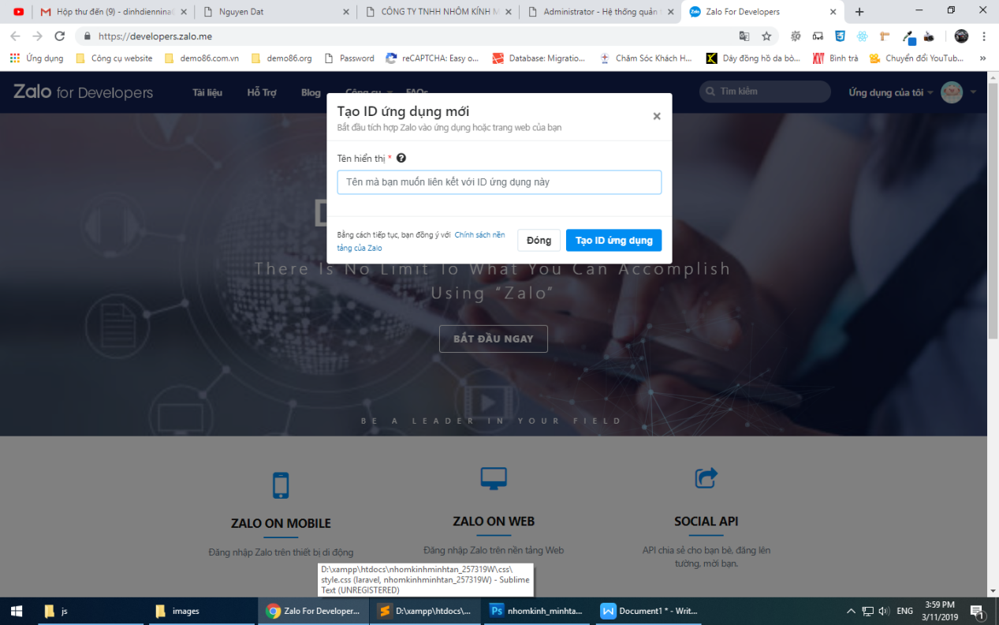 Hộp thư đến (9) - dinhdiennina
Nguyen Dat
CÔNG TY TNHH NHÔM KÍNH M
Administrator - Hệ thống quản
Zalo For Developers
https://developers.zalo.me
Ứng dụng
Công cụ website
demo86.com.vn
demo86.org
Password
reCAPTCHA: Easy o...
Database: Migratio...
Chăm Sóc Khách H...
Dây đồng hồ da bò...
Bình trà
Chuyển đổi YouTub...
»
Zalo for Developers
Tài liệu
Hỗ Trợ
Blog
Công cụ
FAQs
Tìm kiếm
Ứng dụng của tôi
Tạo ID ứng dụng mới
Bắt đầu tích hợp Zalo vào ứng dụng hoặc trang web của bạn
Tên hiển thị *
Tên mà bạn muốn liên kết với ID ứng dụng này
Bằng cách tiếp tục, bạn đồng ý với Chính sách nền
tảng của Zalo
Đóng
Tạo ID ứng dụng
There Is No Limit To What You Can Accomplish
Using “Zalo”
BẮT ĐẦU NGAY
BE A LEADER IN YOUR FIELD
ZALO ON MOBILE
Đăng nhập Zalo trên thiết bị di động
ZALO ON WEB
Đăng nhập Zalo trên nền tảng Web
SOCIAL API
API chia sẻ cho bạn bè, đăng lên
tường, mời bạn.
D:\xampp\htdocs\nhomkinhminhtan_257319W\css\
style.css (laravel, nhomkinhminhtan_257319W) - Sublime
Text (UNREGISTERED)
js
images
Zalo For Developer...
D:\xampp\htdocs\...
Ps
nhomkinh_minhta...
Document1 * - Writ...
ENG
3:59 PM
3/11/2019
1